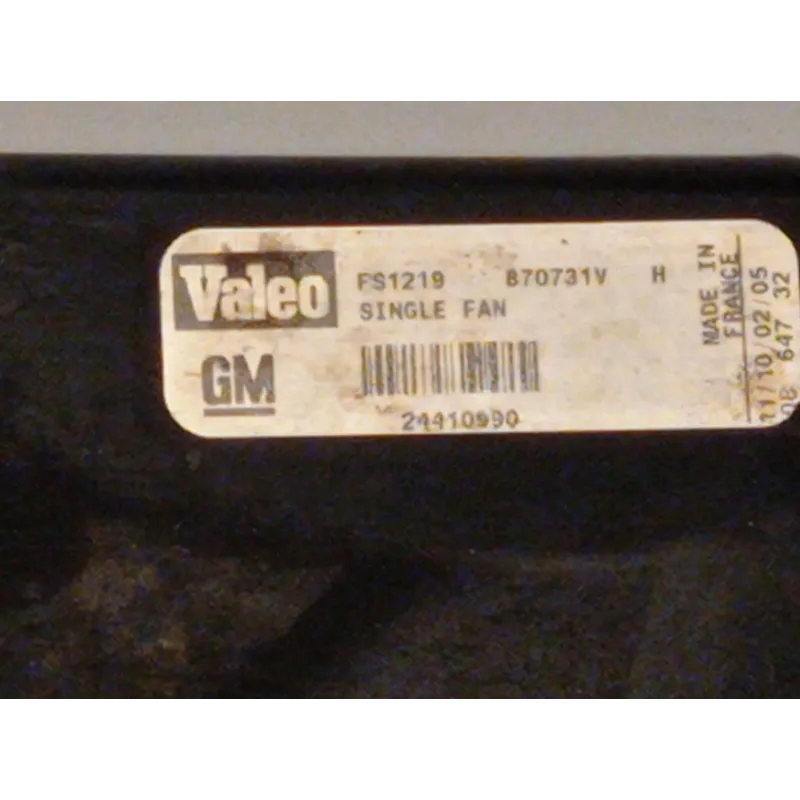 Valeo
FS1219 870731V H
SINGLE FAN
GM
24410990
MADE IN
FRANCE
11/10/02/05
08 647 32